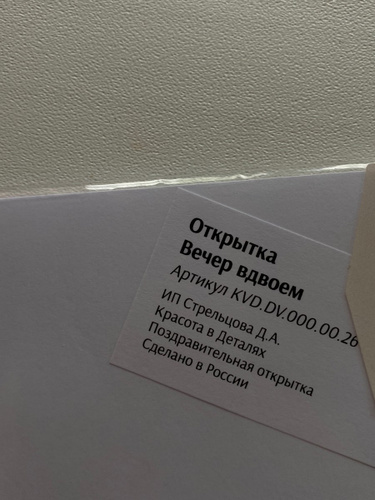 Открытка
Вечер вдвоем
Артикул KVD.DV.000.00.26
ИП Стрельцова Д.А.
Красота в Деталях
Поздравительная открытка
Сделано в России